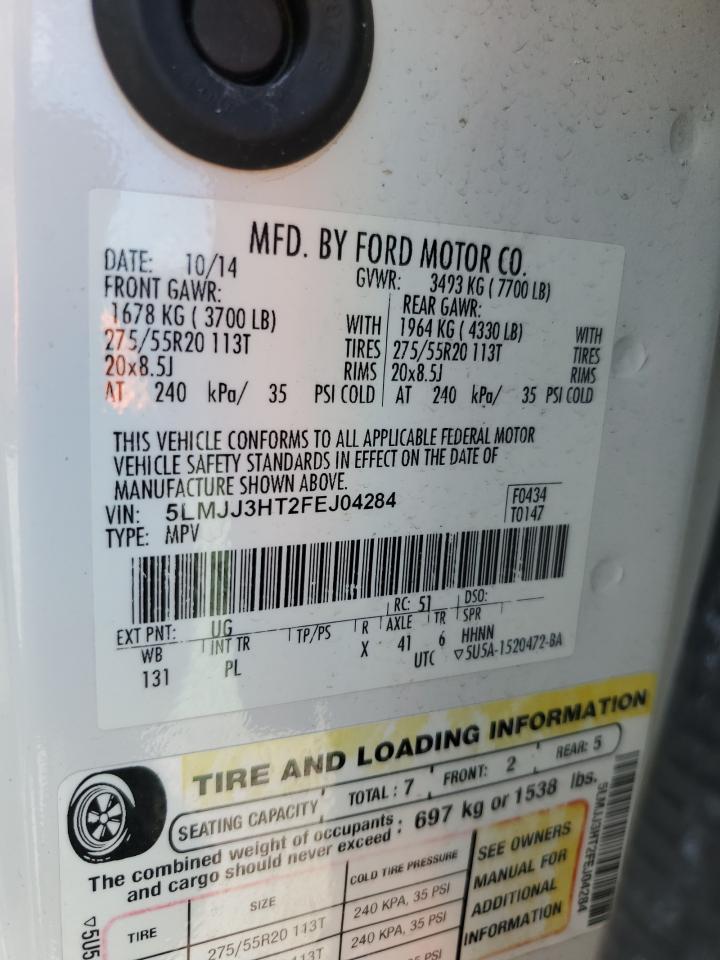 MFD. BY FORD MOTOR CO.
DATE: 10/14
GVWR: 3493 KG ( 7700 LB)
FRONT GAWR:
REAR GAWR:
1678 KG ( 3700 LB) WITH
1964 KG ( 4330 LB) WITH
275/55R20 113T TIRES
275/55R20 113T TIRES
20x8.5J RIMS
20x8.5J RIMS
AT 240 kPa/ 35 PSI COLD
AT 240 kPa/ 35 PSI COLD
THIS VEHICLE CONFORMS TO ALL APPLICABLE FEDERAL MOTOR
VEHICLE SAFETY STANDARDS IN EFFECT ON THE DATE OF
MANUFACTURE SHOWN ABOVE.
VIN: 5LMJJ3HT2FEJ04284
F0434
TYPE: MPV
T0147
EXT PNT: UG RC: 51 DSO:
WB INT TR TP/PS R AXLE TR SPR
131 PL X 41 6 HHNN
UTC ▽5U5A-1520472-BA
TIRE AND LOADING INFORMATION
SEATING CAPACITY TOTAL : 7 FRONT: 2 REAR: 5
The combined weight of occupants
and cargo should never exceed : 697 kg or 1538 lbs.
TIRE SIZE COLD TIRE PRESSURE
275/55R20 113T 240 KPA, 35 PSI
113T 240 KPA, 35 PSI
PSI
SEE OWNERS
MANUAL FOR
ADDITIONAL
INFORMATION
5LMJJ3HT2FEJ04284
▽5U5